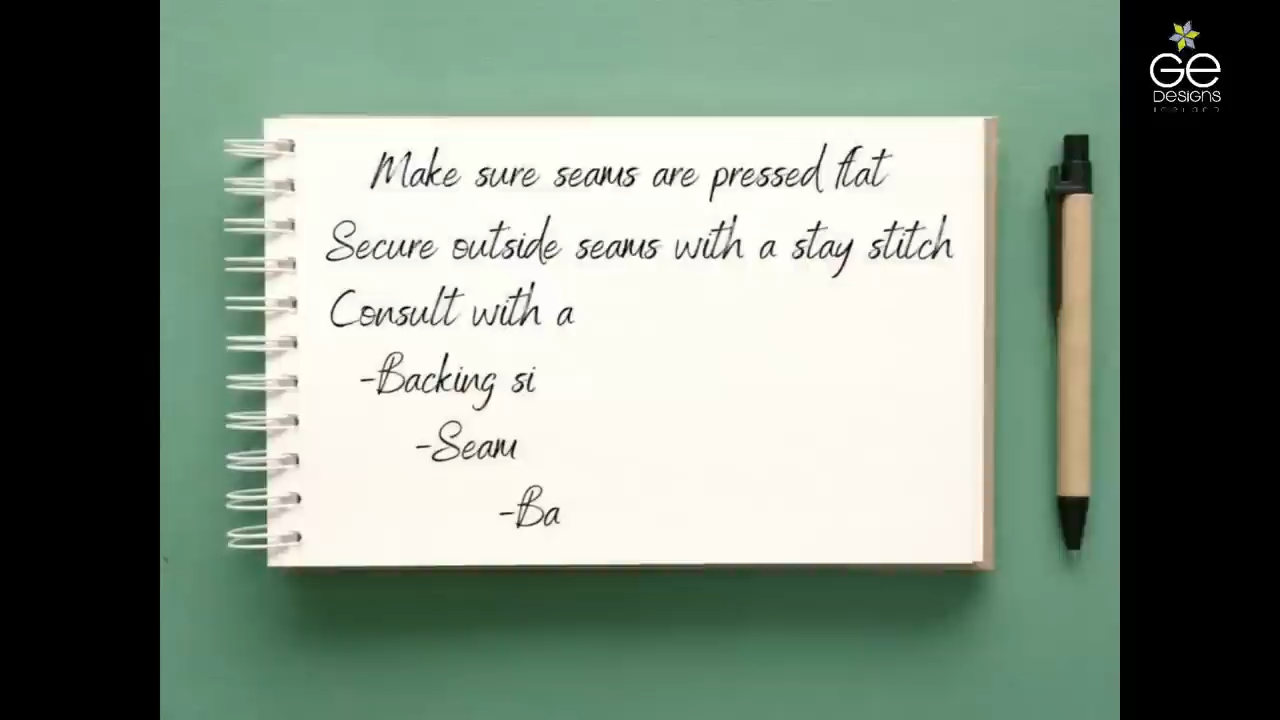 Make sure seams are pressed flat
Secure outside seams with a stay stitch
Consult with a
-Backing si
-Seam
-Ba
GE
DESIGNS